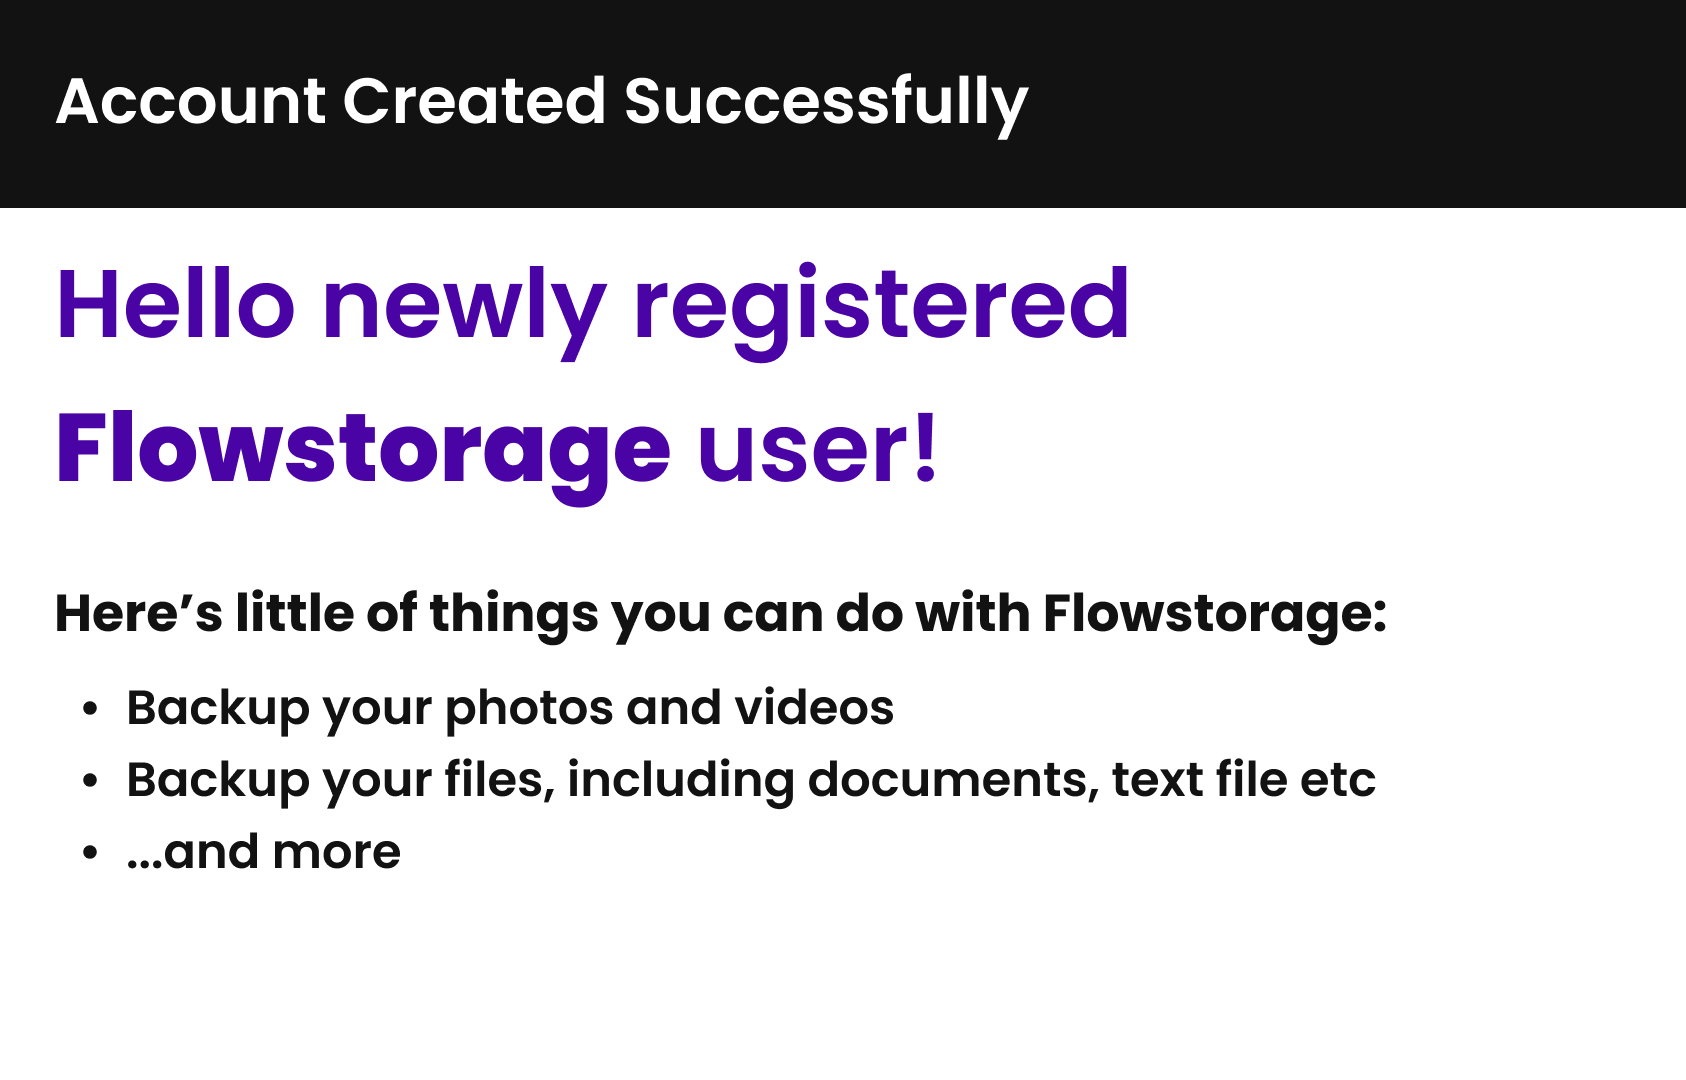 Account Created Successfully
Hello newly registered
Flowstorage user!
Here’s little of things you can do with Flowstorage:
• Backup your photos and videos
• Backup your files, including documents, text file etc
• ...and more